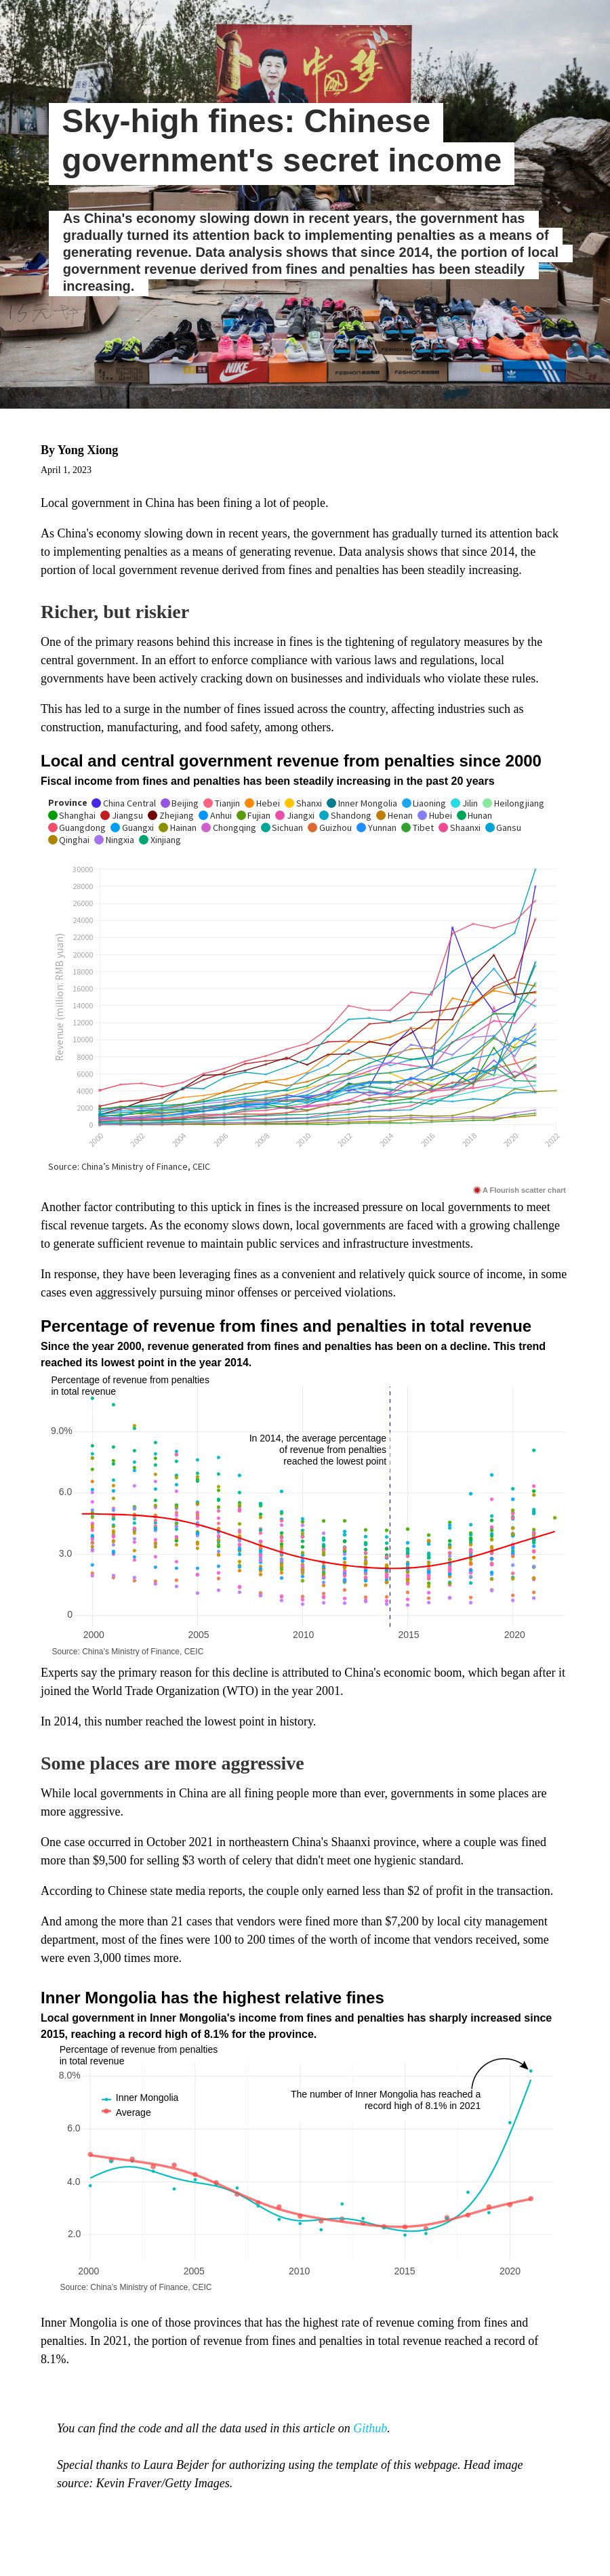 中国梦
Sky-high fines: Chinese
government's secret income
As China's economy slowing down in recent years, the government has
gradually turned its attention back to implementing penalties as a means of
generating revenue. Data analysis shows that since 2014, the portion of local
government revenue derived from fines and penalties has been steadily
increasing.
NIKE
FASHION
FASHION
adidas
By Yong Xiong
April 1, 2023
Local government in China has been fining a lot of people.
As China's economy slowing down in recent years, the government has gradually turned its attention back
to implementing penalties as a means of generating revenue. Data analysis shows that since 2014, the
portion of local government revenue derived from fines and penalties has been steadily increasing.
Richer, but riskier
One of the primary reasons behind this increase in fines is the tightening of regulatory measures by the
central government. In an effort to enforce compliance with various laws and regulations, local
governments have been actively cracking down on businesses and individuals who violate these rules.
This has led to a surge in the number of fines issued across the country, affecting industries such as
construction, manufacturing, and food safety, among others.
Local and central government revenue from penalties since 2000
Fiscal income from fines and penalties has been steadily increasing in the past 20 years
Province China Central Beijing Tianjin Hebei Shanxi Inner Mongolia Liaoning Jilin Heilongjiang
Shanghai Jiangsu Zhejiang Anhui Fujian Jiangxi Shandong Henan Hubei Hunan
Guangdong Guangxi Hainan Chongqing Sichuan Guizhou Yunnan Tibet Shaanxi Gansu
Qinghai Ningxia Xinjiang
Revenue (million: RMB yuan)
30000
28000
26000
24000
22000
20000
18000
16000
14000
12000
10000
8000
6000
4000
2000
0
2000 2002 2004 2006 2008 2010 2012 2014 2016 2018 2020 2022
Source: China's Ministry of Finance, CEIC
A Flourish scatter chart
Another factor contributing to this uptick in fines is the increased pressure on local governments to meet
fiscal revenue targets. As the economy slows down, local governments are faced with a growing challenge
to generate sufficient revenue to maintain public services and infrastructure investments.
In response, they have been leveraging fines as a convenient and relatively quick source of income, in some
cases even aggressively pursuing minor offenses or perceived violations.
Percentage of revenue from fines and penalties in total revenue
Since the year 2000, revenue generated from fines and penalties has been on a decline. This trend
reached its lowest point in the year 2014.
Percentage of revenue from penalties
in total revenue
9.0%
In 2014, the average percentage
of revenue from penalties
reached the lowest point
6.0
3.0
0
2000 2005 2010 2015 2020
Source: China's Ministry of Finance, CEIC
Experts say the primary reason for this decline is attributed to China's economic boom, which began after it
joined the World Trade Organization (WTO) in the year 2001.
In 2014, this number reached the lowest point in history.
Some places are more aggressive
While local governments in China are all fining people more than ever, governments in some places are
more aggressive.
One case occurred in October 2021 in northeastern China's Shaanxi province, where a couple was fined
more than $9,500 for selling $3 worth of celery that didn't meet one hygienic standard.
According to Chinese state media reports, the couple only earned less than $2 of profit in the transaction.
And among the more than 21 cases that vendors were fined more than $7,200 by local city management
department, most of the fines were 100 to 200 times of the worth of income that vendors received, some
were even 3,000 times more.
Inner Mongolia has the highest relative fines
Local government in Inner Mongolia's income from fines and penalties has sharply increased since
2015, reaching a record high of 8.1% for the province.
Percentage of revenue from penalties
in total revenue
8.0%
Inner Mongolia
Average
The number of Inner Mongolia has reached a
record high of 8.1% in 2021
6.0
4.0
2.0
2000 2005 2010 2015 2020
Source: China's Ministry of Finance, CEIC
Inner Mongolia is one of those provinces that has the highest rate of revenue coming from fines and
penalties. In 2021, the portion of revenue from fines and penalties in total revenue reached a record of
8.1%.
You can find the code and all the data used in this article on Github.
Special thanks to Laura Bejder for authorizing using the template of this webpage. Head image
source: Kevin Fraver/Getty Images.